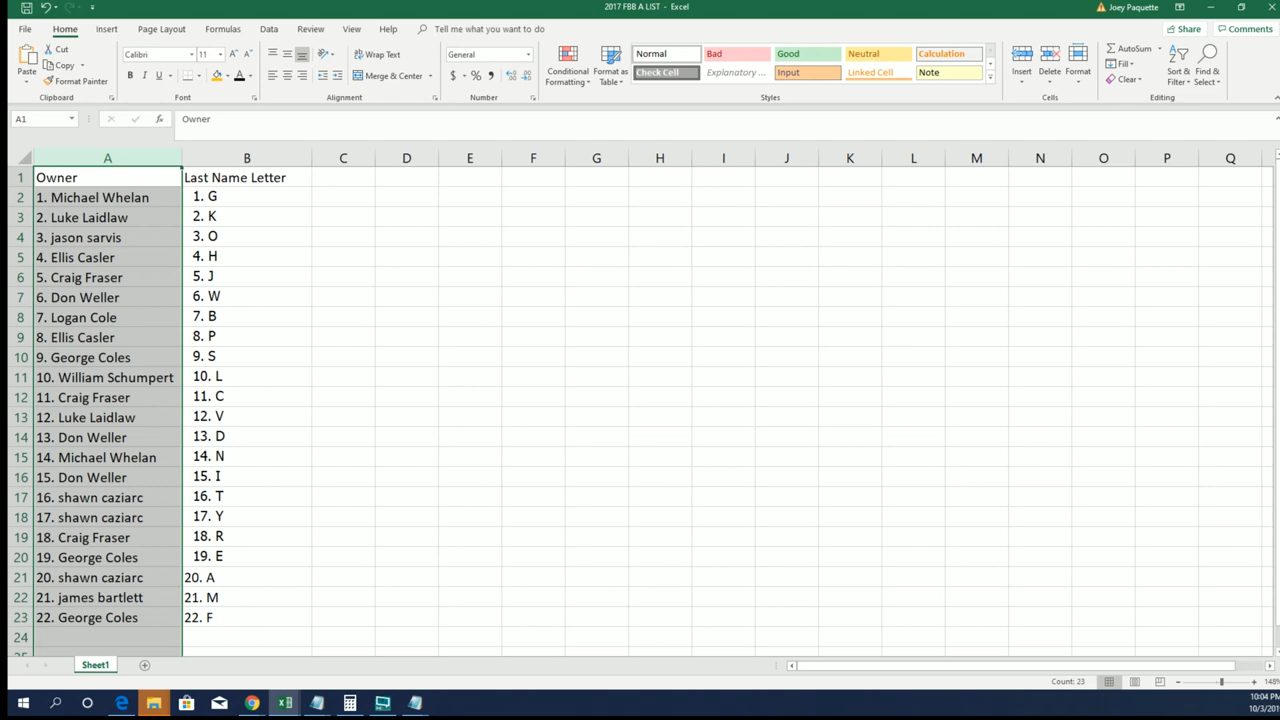 2017 FBB A LIST - Excel
Joey Paquette
File Home Insert Page Layout Formulas Data Review View Help Tell me what you want to do
Share Comments
Paste
Cut
Copy
Format Painter
Clipboard
Calibri 11
B I U
Font
Wrap Text
Merge & Center
Alignment
General
$ % ,
Number
Conditional Formatting
Format as Table
Normal Bad Good Neutral Calculation
Check Cell Explanatory ... Input Linked Cell Note
Styles
Insert Delete Format
Cells
AutoSum
Fill
Clear
Sort & Filter
Find & Select
Editing
A1 fx Owner
A B C D E F G H I J K L M N O P Q
1 Owner Last Name Letter
2 1. Michael Whelan 1. G
3 2. Luke Laidlaw 2. K
4 3. jason sarvis 3. O
5 4. Ellis Casler 4. H
6 5. Craig Fraser 5. J
7 6. Don Weller 6. W
8 7. Logan Cole 7. B
9 8. Ellis Casler 8. P
10 9. George Coles 9. S
11 10. William Schumpert 10. L
12 11. Craig Fraser 11. C
13 12. Luke Laidlaw 12. V
14 13. Don Weller 13. D
15 14. Michael Whelan 14. N
16 15. Don Weller 15. I
17 16. shawn caziarc 16. T
18 17. shawn caziarc 17. Y
19 18. Craig Fraser 18. R
20 19. George Coles 19. E
21 20. shawn caziarc 20. A
22 21. james bartlett 21. M
23 22. George Coles 22. F
24
Sheet1
Count: 23
148%
10:04 PM